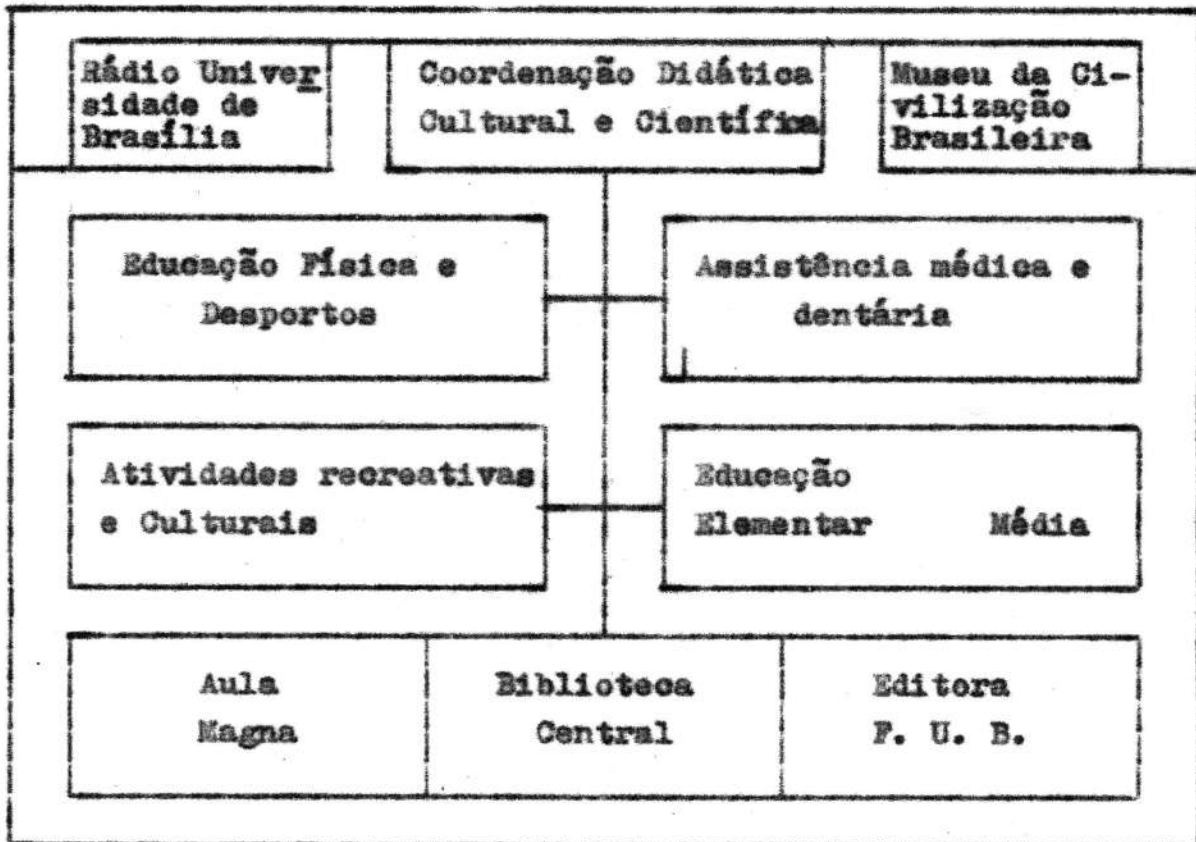 Rádio Univer
sidade de
Brasília
Coordenação Didática
Cultural e Científica
Museu da Ci-
vilização
Brasileira
Educação Física e
Desportos
Assistência médica e
dentária
Atividades recreativas
e Culturais
Educação
Elementar Média
Aula
Magna
Biblioteca
Central
Editora
F. U. B.